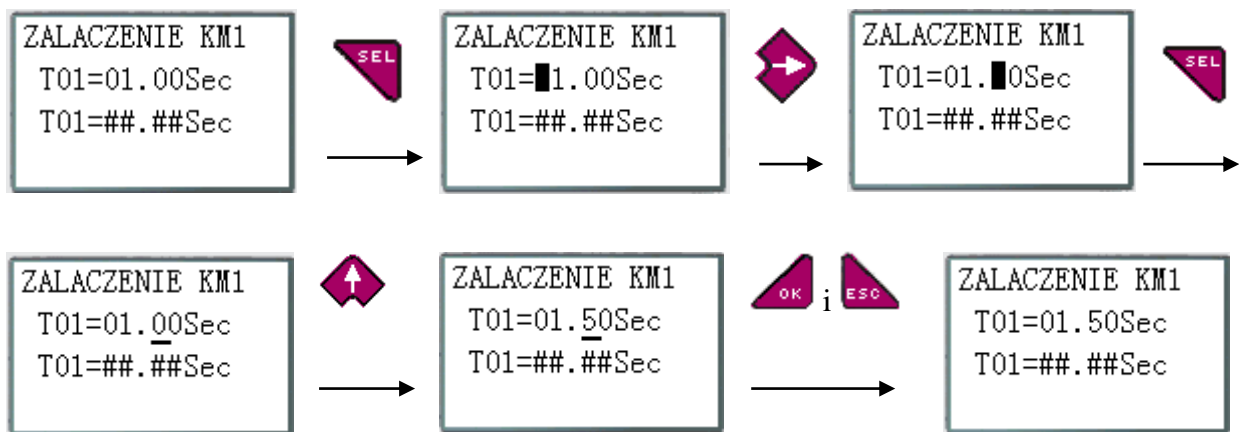 ZALACZENIE KM1
T01=01.00Sec
T01=##.##Sec
SEL
ZALACZENIE KM1
T01=█1.00Sec
T01=##.##Sec
ZALACZENIE KM1
T01=01.█0Sec
T01=##.##Sec
SEL
ZALACZENIE KM1
T01=01.00Sec
T01=##.##Sec
ZALACZENIE KM1
T01=01.50Sec
T01=##.##Sec
OK i ESC
ZALACZENIE KM1
T01=01.50Sec
T01=##.##Sec